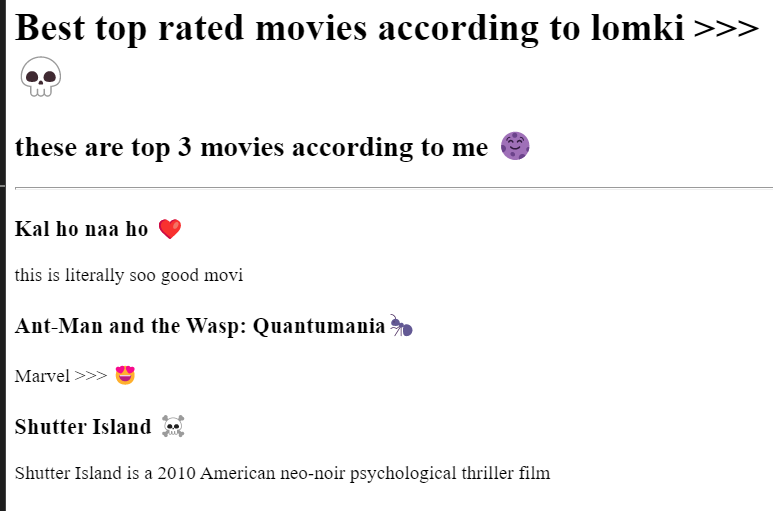 Best top rated movies according to lomki >>>
💀
these are top 3 movies according to me 🌚
Kal ho naa ho ❤️
this is literally soo good movi
Ant-Man and the Wasp: Quantumania🐜
Marvel >>> 😍
Shutter Island ☠️
Shutter Island is a 2010 American neo-noir psychological thriller film